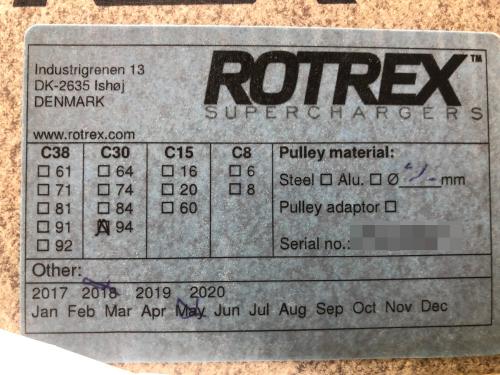 Industrigrenen 13
DK-2635 Ishøj
DENMARK
www.rotrex.com
ROTREX™
SUPERCHARGERS
C38 C30 C15 C8 Pulley material:
☐ 61 ☐ 64 ☐ 16 ☐ 6 Steel ☐ Alu. ☐ Ø mm
☐ 71 ☐ 74 ☐ 20 ☐ 8
☐ 81 ☐ 84 ☐ 60 Pulley adaptor ☐
☐ 91 ☐ 94
☐ 92 Serial no.:
Other:
2017 2018 2019 2020
Jan Feb Mar Apr May Jun Jul Aug Sep Oct Nov Dec